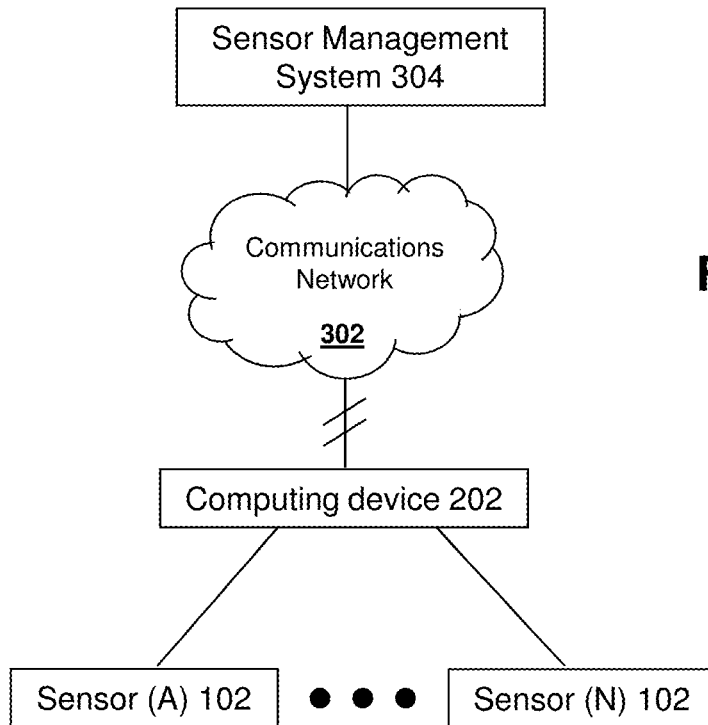 Sensor Management
System 304
Communications
Network
302
Computing device 202
Sensor (A) 102 ● ● ● Sensor (N) 102